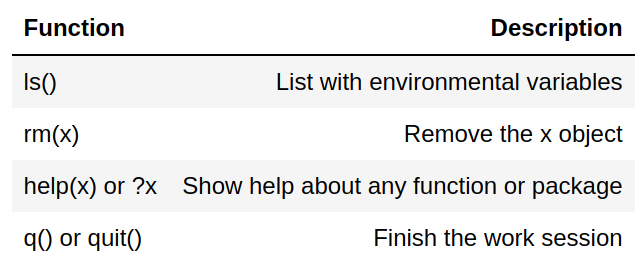 Function Description
ls() List with environmental variables
rm(x) Remove the x object
help(x) or ?x Show help about any function or package
q() or quit() Finish the work session